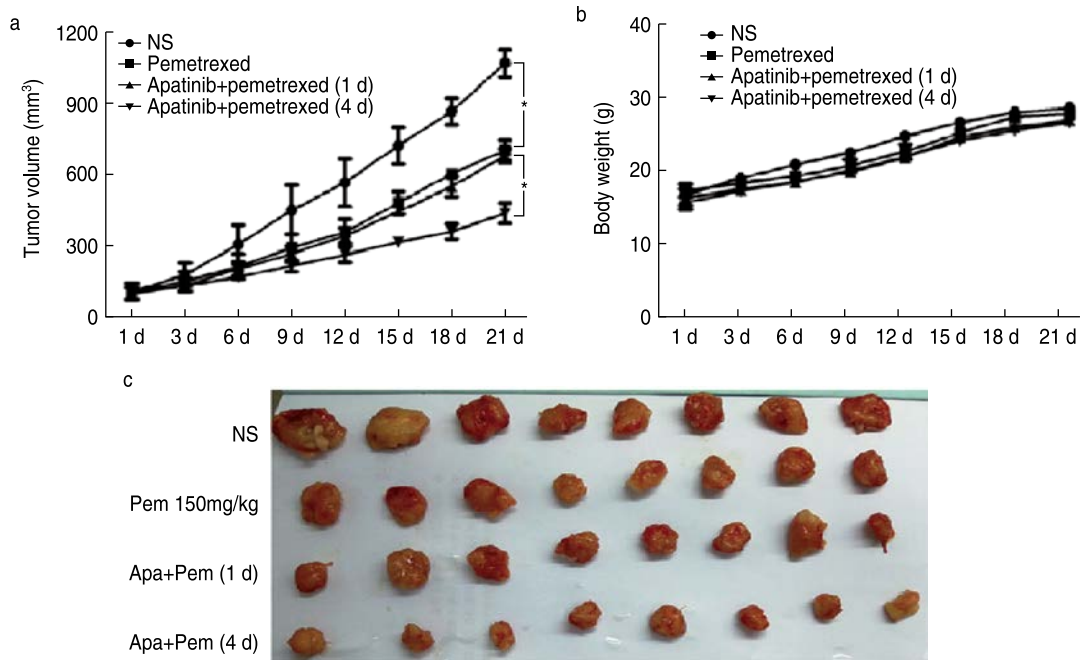 a
1200
900
600
300
0
Tumor volume (mm³)
NS
Pemetrexed
Apatinib+pemetrexed (1 d)
Apatinib+pemetrexed (4 d)
*
*
1 d 3 d 6 d 9 d 12 d 15 d 18 d 21 d
b
40
30
20
10
0
Body weight (g)
NS
Pemetrexed
Apatinib+pemetrexed (1 d)
Apatinib+pemetrexed (4 d)
1 d 3 d 6 d 9 d 12 d 15 d 18 d 21 d
c
NS
Pem 150mg/kg
Apa+Pem (1 d)
Apa+Pem (4 d)